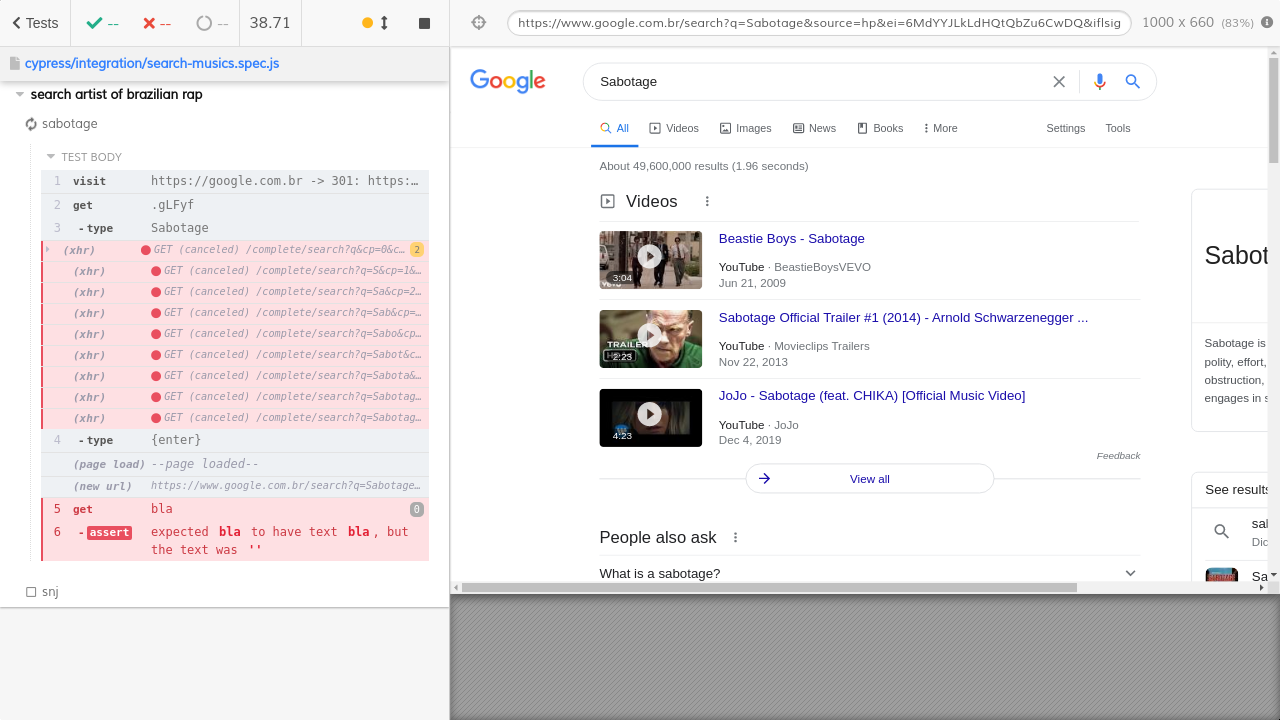 Tests -- -- -- 38.71
https://www.google.com.br/search?q=Sabotage&source=hp&ei=6MdYYJLkLdHQtQbZu6CwDQ&iflsig
1000 x 660 (83%)
cypress/integration/search-musics.spec.js
search artist of brazilian rap
sabotage
TEST BODY
1 visit https://google.com.br -> 301: https:…
2 get .gLFyf
3 -type Sabotage
(xhr) GET (canceled) /complete/search?q&cp=0&c… 2
(xhr) GET (canceled) /complete/search?q=S&cp=1&…
(xhr) GET (canceled) /complete/search?q=Sa&cp=2…
(xhr) GET (canceled) /complete/search?q=Sab&cp=…
(xhr) GET (canceled) /complete/search?q=Sabo&cp…
(xhr) GET (canceled) /complete/search?q=Sabot&c…
(xhr) GET (canceled) /complete/search?q=Sabota&…
(xhr) GET (canceled) /complete/search?q=Sabotag…
(xhr) GET (canceled) /complete/search?q=Sabotag…
4 -type {enter}
(page load) --page loaded--
(new url) https://www.google.com.br/search?q=Sabotage…
5 get bla 0
6 -assert expected bla to have text bla, but
the text was ''
snj
Google
Sabotage
All Videos Images News Books More Settings Tools
About 49,600,000 results (1.96 seconds)
Videos
Beastie Boys - Sabotage
YouTube · BeastieBoysVEVO
Jun 21, 2009
3:04
Sabotage Official Trailer #1 (2014) - Arnold Schwarzenegger ...
YouTube · Movieclips Trailers
Nov 22, 2013
TRAILER
2:23
JoJo - Sabotage (feat. CHIKA) [Official Music Video]
YouTube · JoJo
Dec 4, 2019
4:23
Feedback
View all
People also ask
What is a sabotage?
Sabot
Sabotage is
polity, effort,
obstruction,
engages in s
See results
sal
Dic
Sa